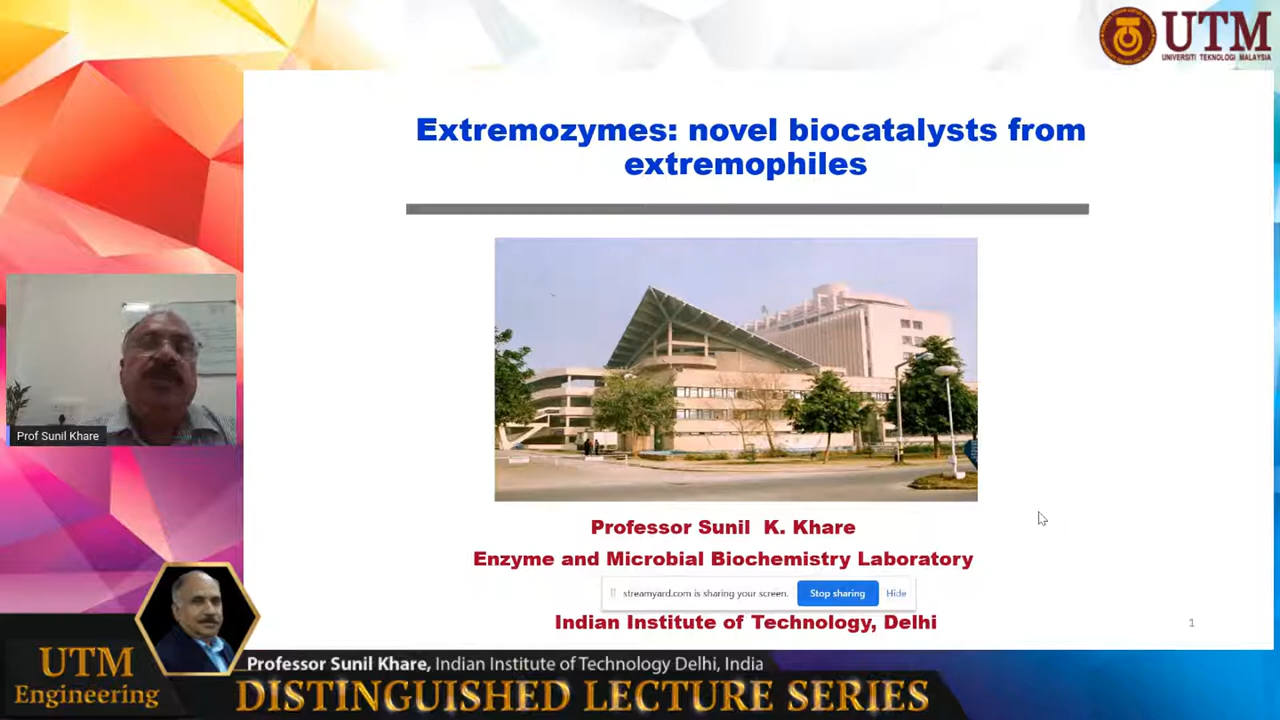 UTM
UNIVERSITI TEKNOLOGI MALAYSIA
Extremozymes: novel biocatalysts from
extremophiles
Prof Sunil Khare
Professor Sunil K. Khare
Enzyme and Microbial Biochemistry Laboratory
streamyard.com is sharing your screen.
Stop sharing
Hide
Indian Institute of Technology, Delhi
1
UTM
Engineering
Professor Sunil Khare, Indian Institute of Technology Delhi, India
DISTINGUISHED LECTURE SERIES